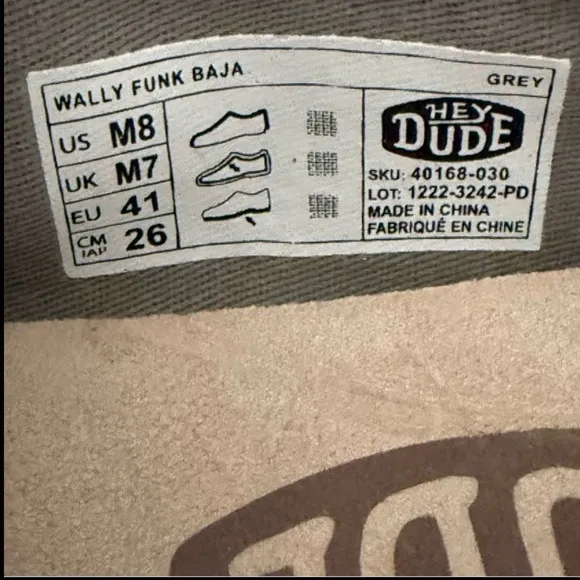 WALLY FUNK BAJA
GREY
US M8
UK M7
EU 41
CM
JAP 26
HEY
DUDE
SKU: 40168-030
LOT: 1222-3242-PD
MADE IN CHINA
FABRIQUÉ EN CHINE